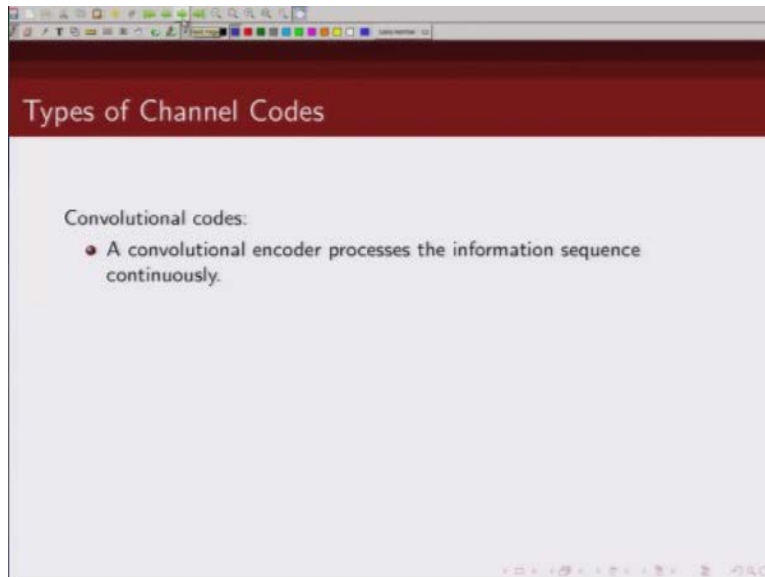 Types of Channel Codes
Convolutional codes:
A convolutional encoder processes the information sequence
continuously.